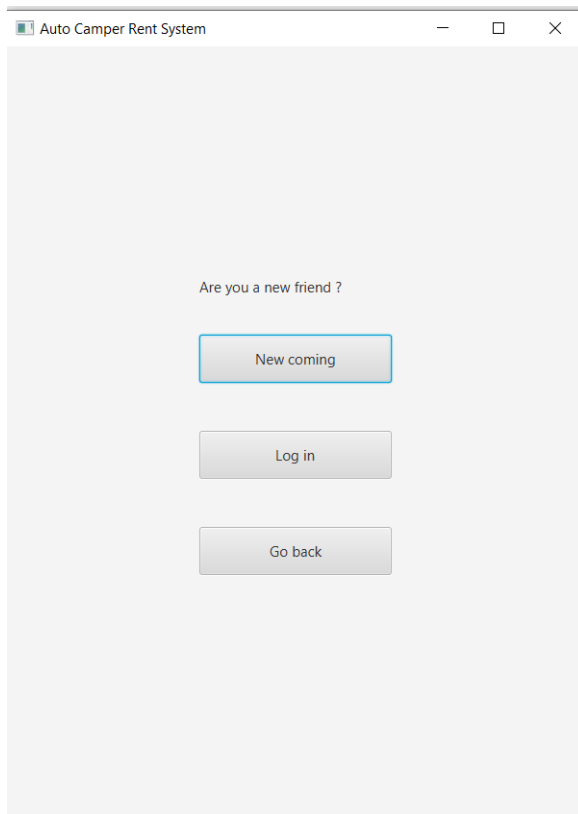 Auto Camper Rent System
Are you a new friend ?
New coming
Log in
Go back